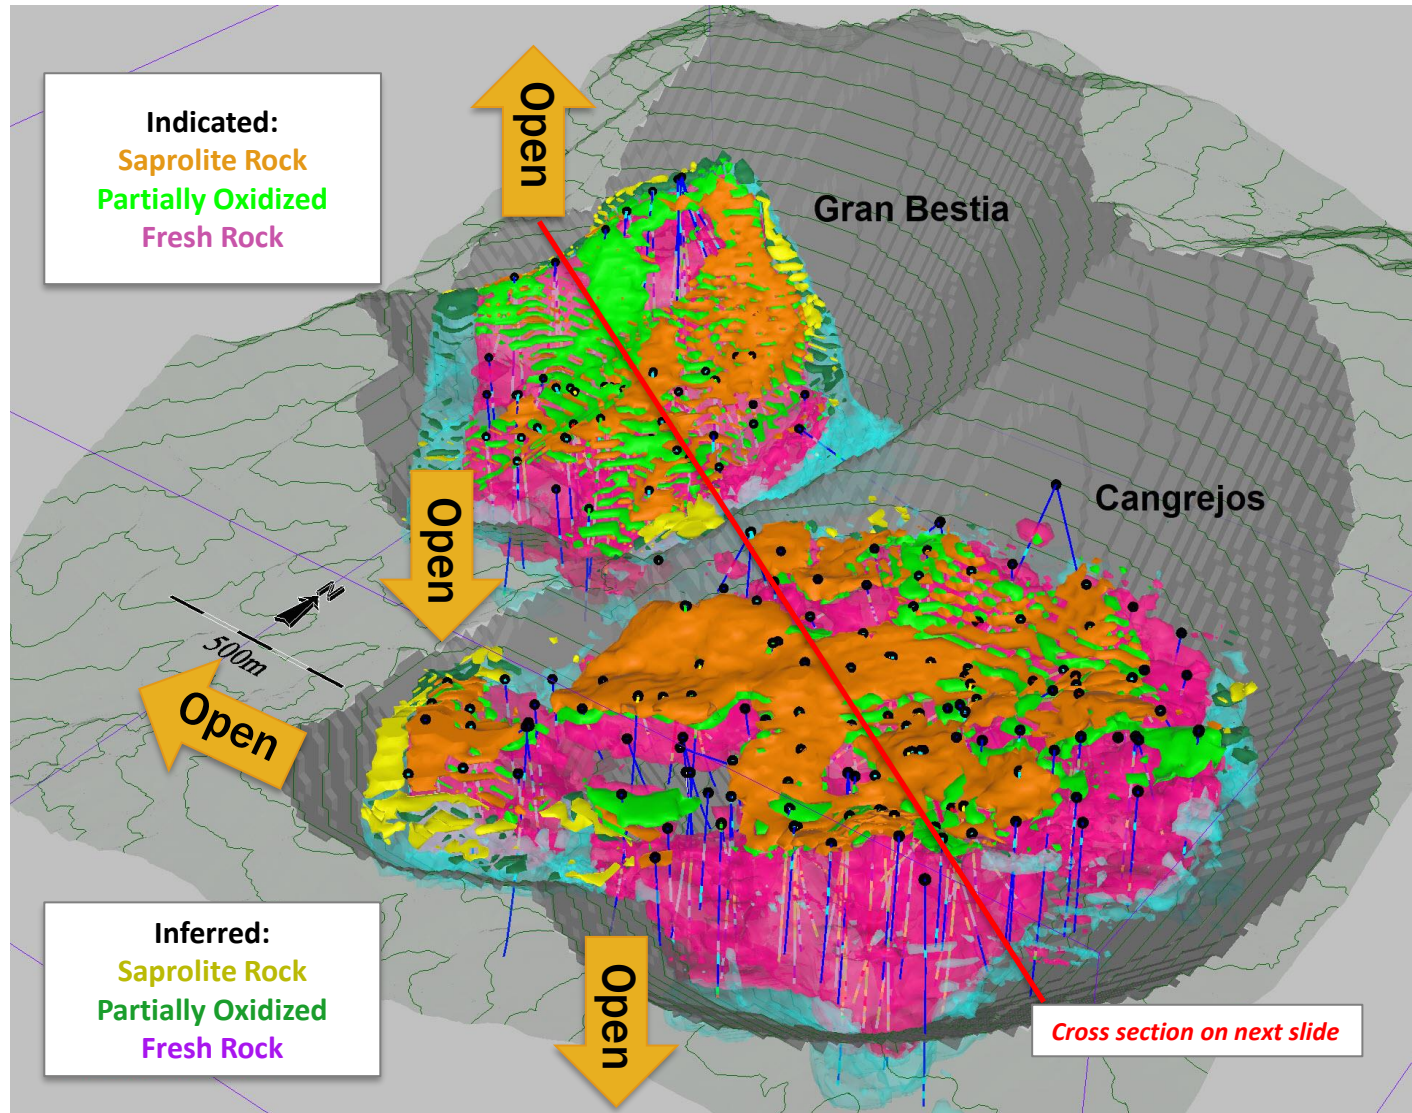 Indicated:
Saprolite Rock
Partially Oxidized
Fresh Rock
Open
Gran Bestia
Cangrejos
Open
N
500m
Open
Inferred:
Saprolite Rock
Partially Oxidized
Fresh Rock
Open
Cross section on next slide